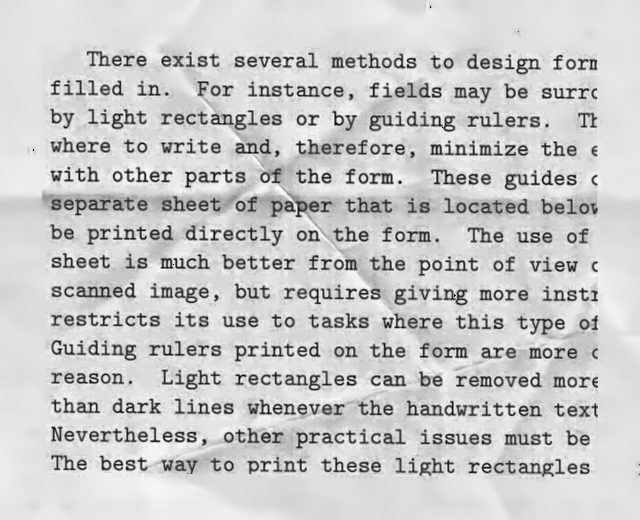 There exist several methods to design form
filled in. For instance, fields may be surro
by light rectangles or by guiding rulers. Th
where to write and, therefore, minimize the e
with other parts of the form. These guides c
separate sheet of paper that is located below
be printed directly on the form. The use of
sheet is much better from the point of view o
scanned image, but requires giving more instr
restricts its use to tasks where this type of
Guiding rulers printed on the form are more c
reason. Light rectangles can be removed more
than dark lines whenever the handwritten text
Nevertheless, other practical issues must be
The best way to print these light rectangles